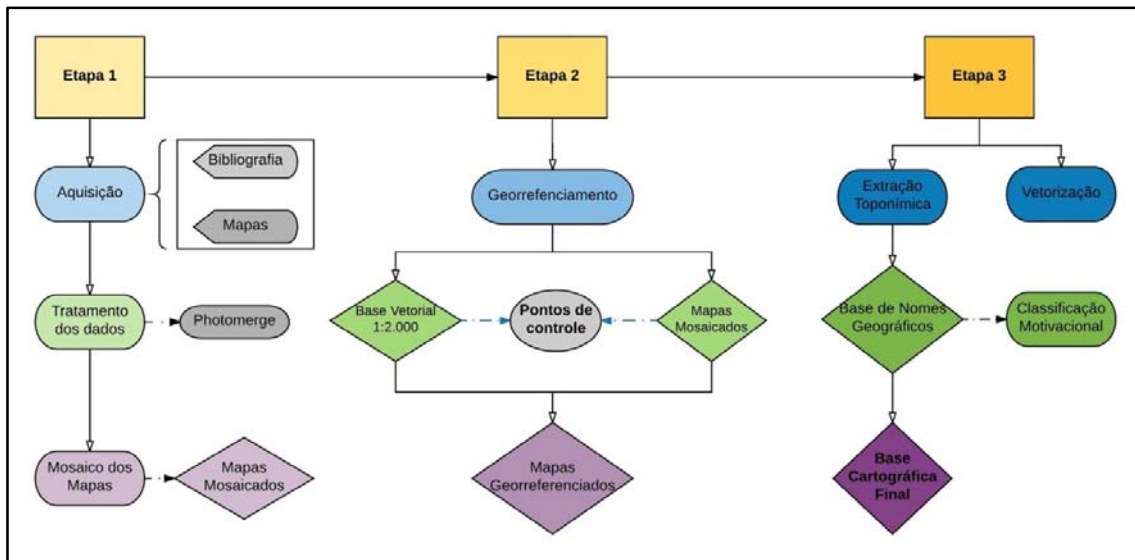 Etapa 1
Etapa 2
Etapa 3
Aquisição
Bibliografia
Mapas
Tratamento
dos dados
Photomerge
Mosaico dos
Mapas
Mapas
Mosaicados
Georrefenciamento
Base Vetorial
1:2.000
Pontos de
controle
Mapas
Mosaicados
Mapas
Georreferenciados
Extração
Toponímica
Vetorização
Base de Nomes
Geográficos
Classificação
Motivacional
Base
Cartográfica
Final